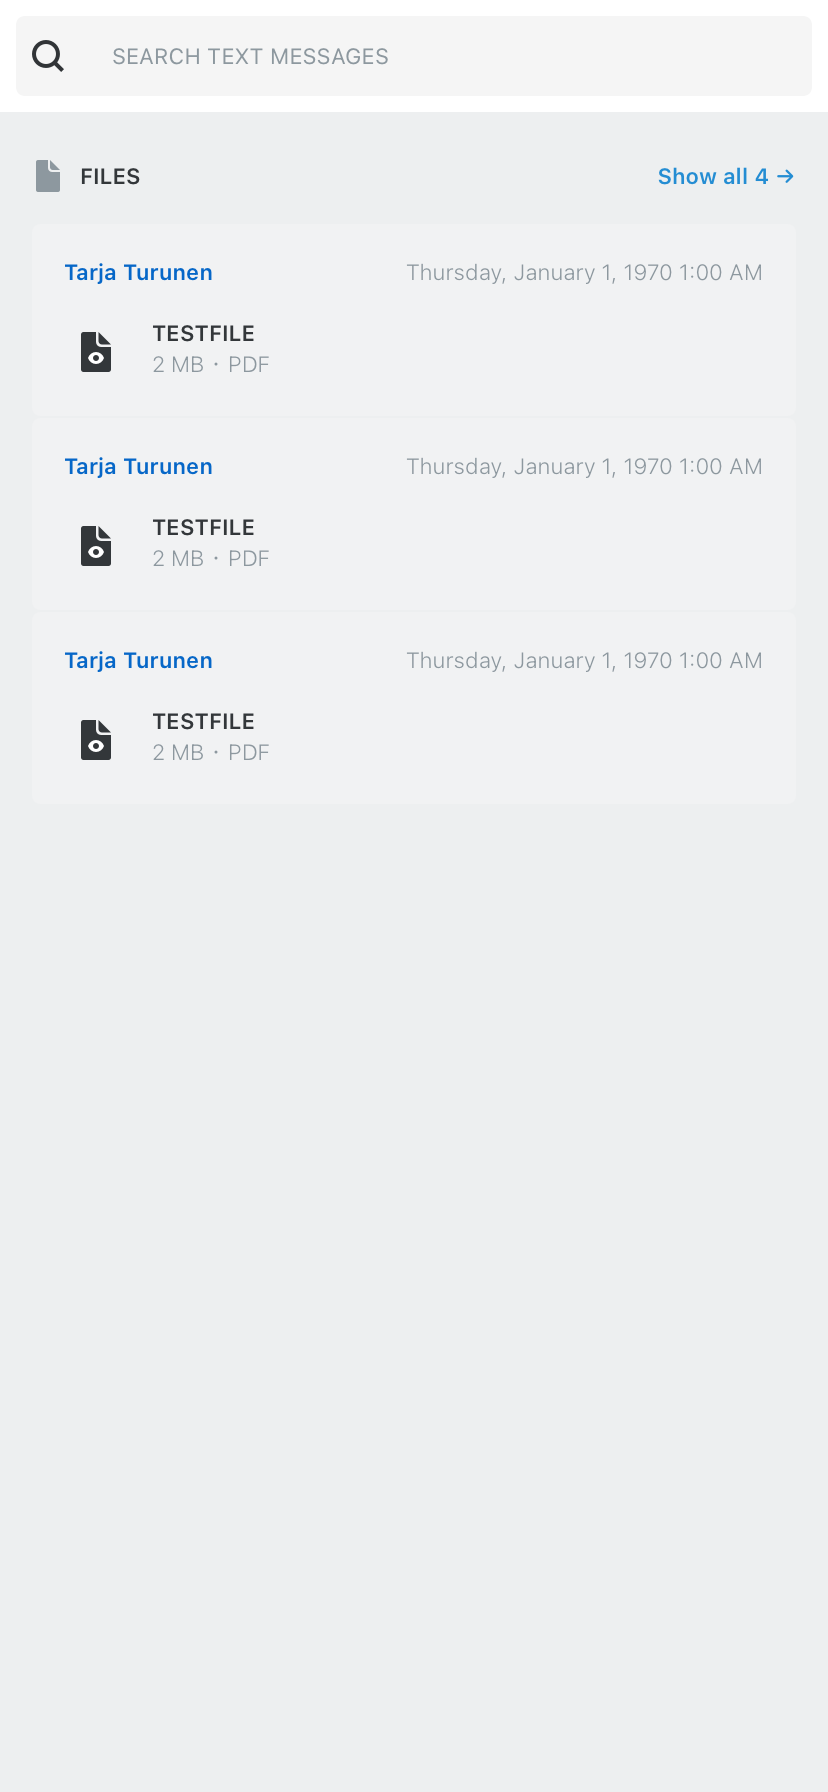 SEARCH TEXT MESSAGES
FILES Show all 4 →
Tarja Turunen Thursday, January 1, 1970 1:00 AM
TESTFILE
2 MB · PDF
Tarja Turunen Thursday, January 1, 1970 1:00 AM
TESTFILE
2 MB · PDF
Tarja Turunen Thursday, January 1, 1970 1:00 AM
TESTFILE
2 MB · PDF